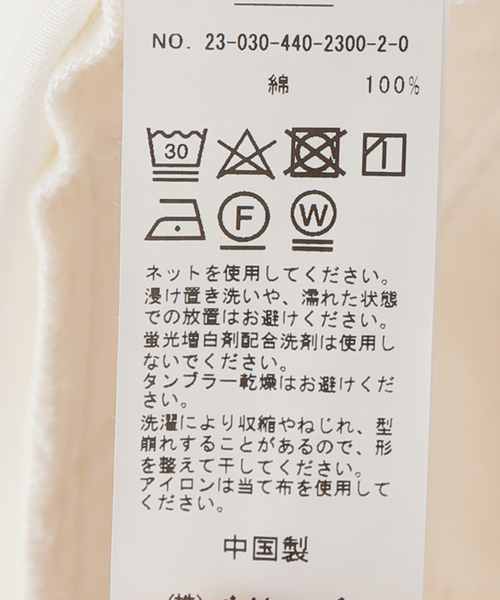 NO. 23-030-440-2300-2-0
綿 100%
30
F W
ネットを使用してください。
浸け置き洗いや、濡れた状態
での放置はお避けください。
蛍光増白剤配合洗剤は使用し
ないでください。
タンブラー乾燥はお避けくだ
さい。
洗濯により収縮やねじれ、型
崩れすることがあるので、形
を整えて干してください。
アイロンは当て布を使用して
ください。
中国製